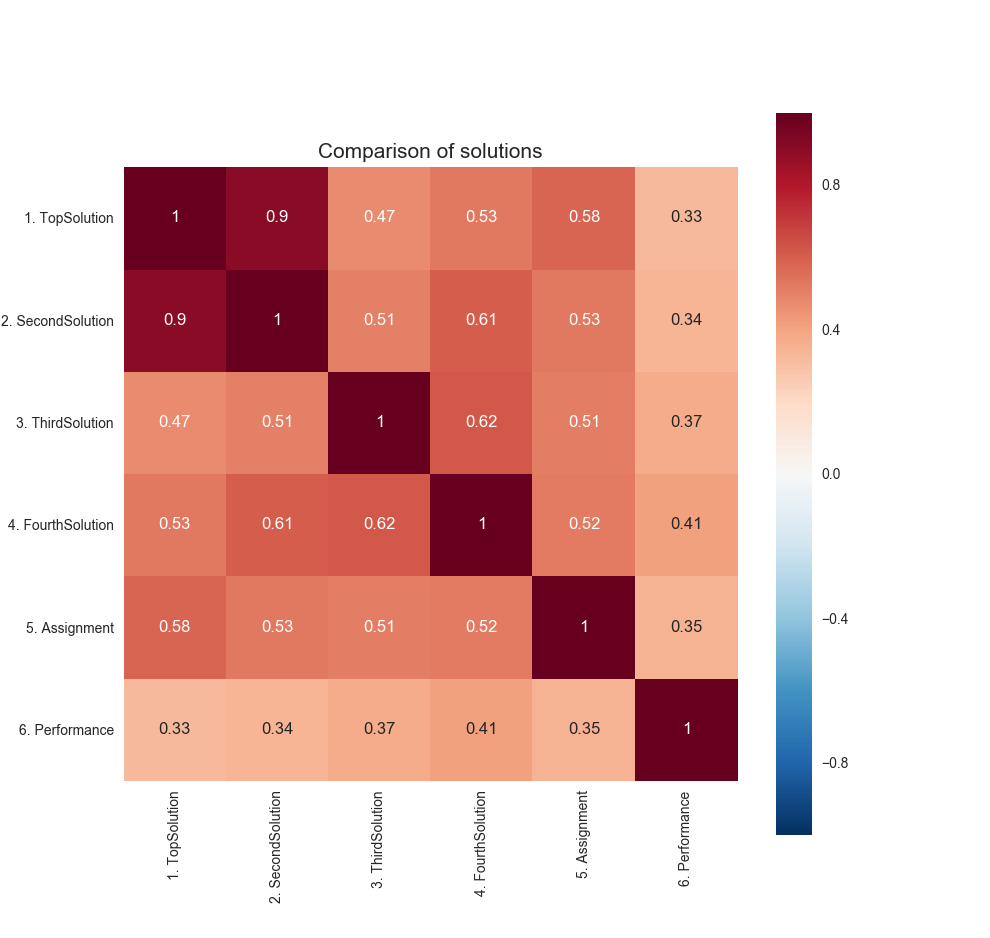 Comparison of solutions
1. TopSolution 1 0.9 0.47 0.53 0.58 0.33
2. SecondSolution 0.9 1 0.51 0.61 0.53 0.34
3. ThirdSolution 0.47 0.51 1 0.62 0.51 0.37
4. FourthSolution 0.53 0.61 0.62 1 0.52 0.41
5. Assignment 0.58 0.53 0.51 0.52 1 0.35
6. Performance 0.33 0.34 0.37 0.41 0.35 1
1. TopSolution
2. SecondSolution
3. ThirdSolution
4. FourthSolution
5. Assignment
6. Performance
0.8
0.4
0.0
−0.4
−0.8